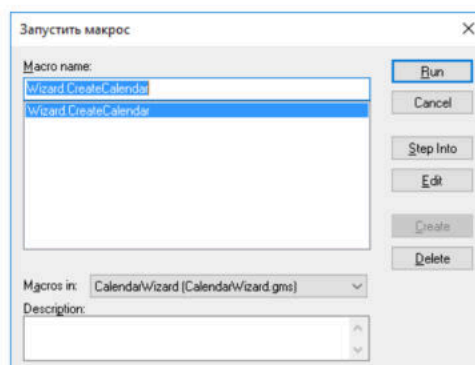 Запустить макрос
Macro name:
Wizard.CreateCalendar
Wizard.CreateCalendar
Run
Cancel
Step Into
Edit
Create
Delete
Macros in:
CalendarWizard (CalendarWizard.gms)
Description: